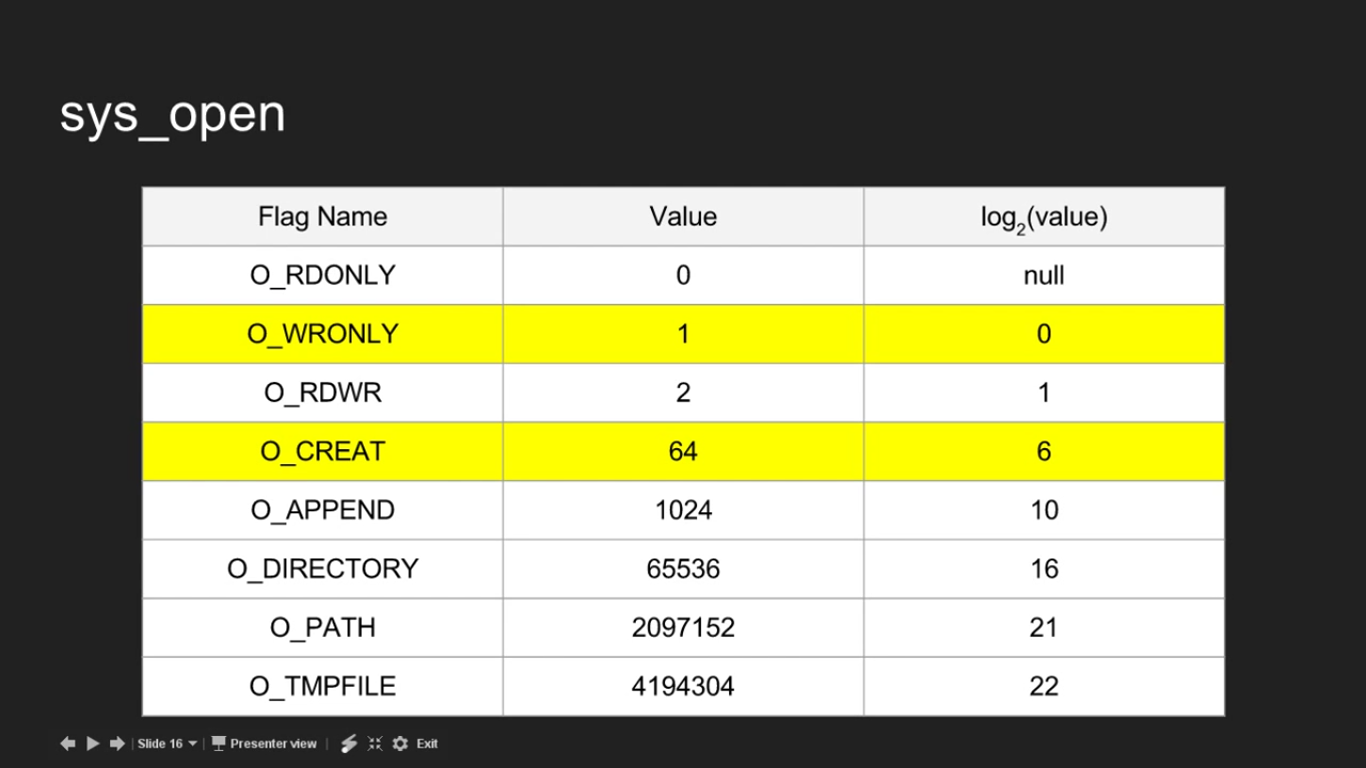 sys_open
Flag Name Value log2(value)
O_RDONLY 0 null
O_WRONLY 1 0
O_RDWR 2 1
O_CREAT 64 6
O_APPEND 1024 10
O_DIRECTORY 65536 16
O_PATH 2097152 21
O_TMPFILE 4194304 22
Slide 16 Presenter view Exit